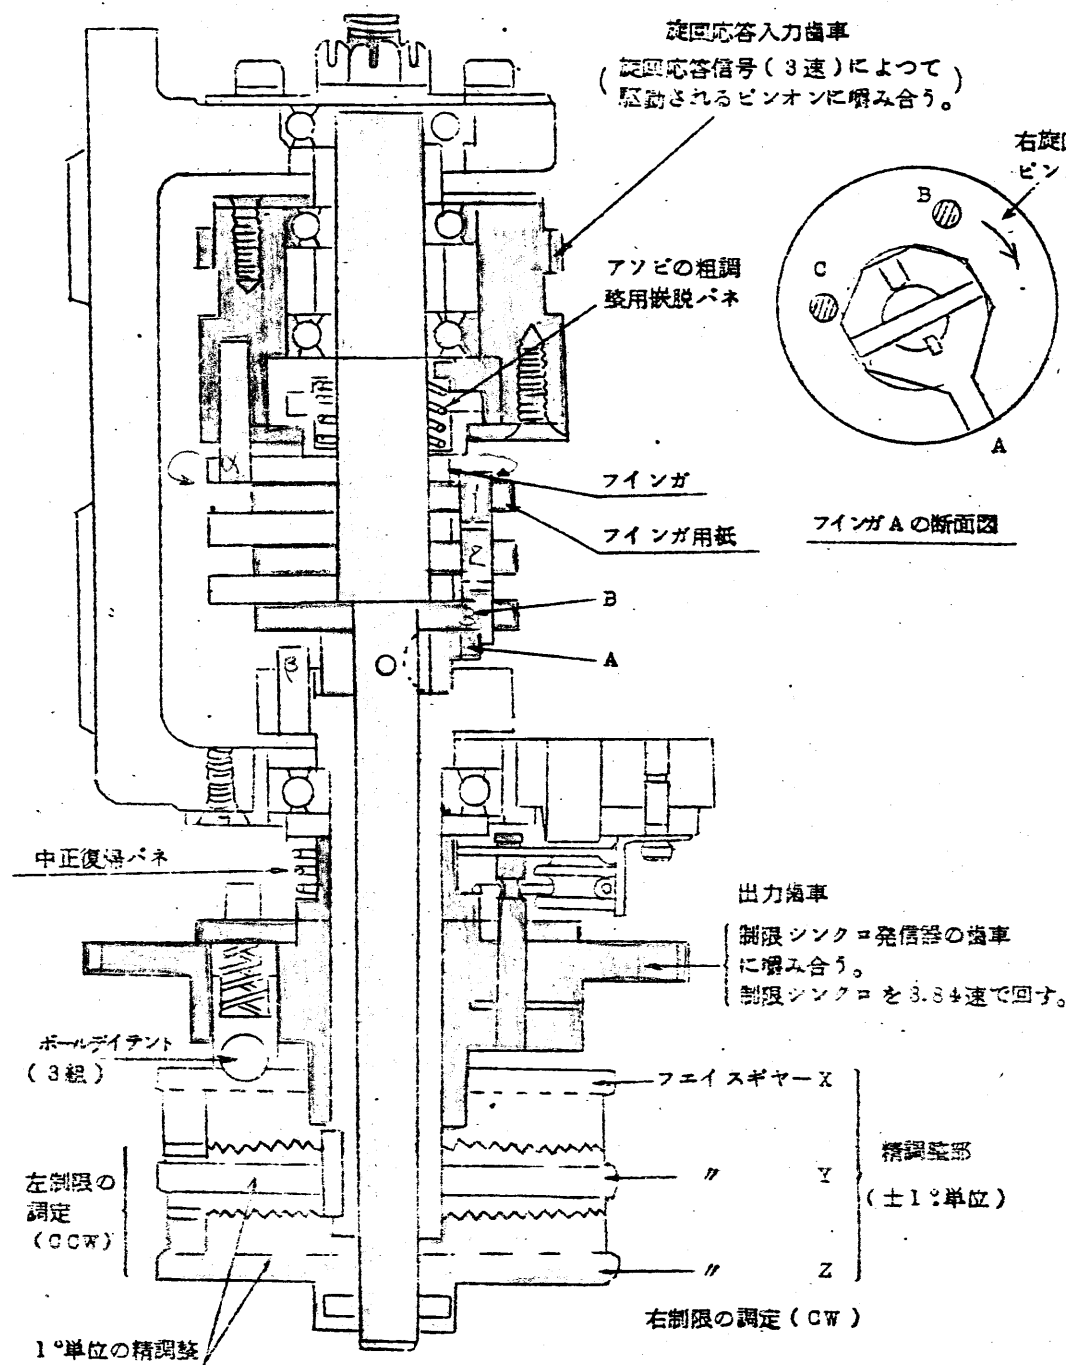 旋回応答入力歯車
(旋回応答信号(3速)によつて
駆動されるピンオンに嚙み合う。)
右旋
ピン
B
C
A
アソビの粗調
整用嵌脱バネ
フインガ
フインガ用紙
フインガAの断面図
B
A
中正復帰バネ
出力歯車
制限シンクロ発信器の歯車
に嚙み合う。
制限シンクロを3.84速で回す。
ボールデイテント
(3組)
フエイスギヤーX
〃 Y
〃 Z
精調整部
(±1°単位)
左制限の
調定
(CCW)
右制限の調定(CW)
1°単位の精調整